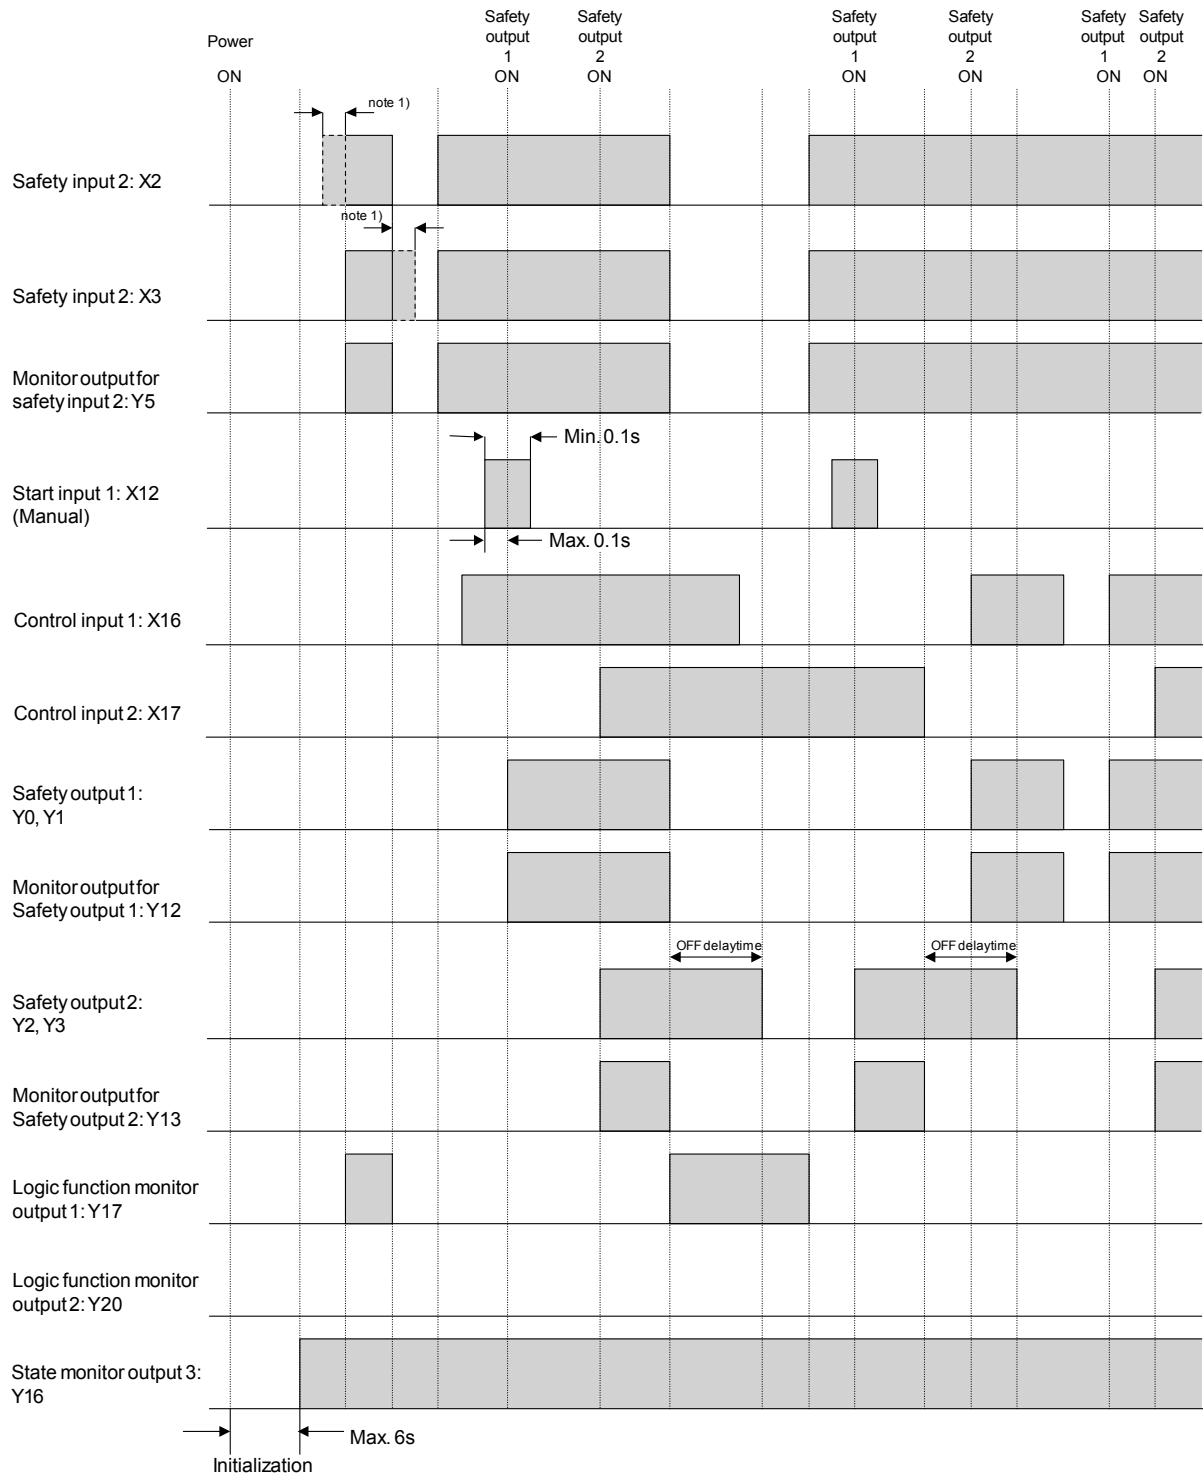 Power
ON
Safety
output
1
ON
Safety
output
2
ON
Safety
output
1
ON
Safety
output
2
ON
Safety
output
1
ON
Safety
output
2
ON
note 1)
Safety input 2: X2
note 1)
Safety input 2: X3
Monitor output for
safety input 2: Y5
Min. 0.1s
Start input 1: X12
(Manual)
Max. 0.1s
Control input 1: X16
Control input 2: X17
Safety output 1:
Y0, Y1
Monitor output for
Safety output 1: Y12
OFF delaytime
OFF delaytime
Safety output 2:
Y2, Y3
Monitor output for
Safety output 2: Y13
Logic function monitor
output 1: Y17
Logic function monitor
output 2: Y20
State monitor output 3:
Y16
Max. 6s
Initialization